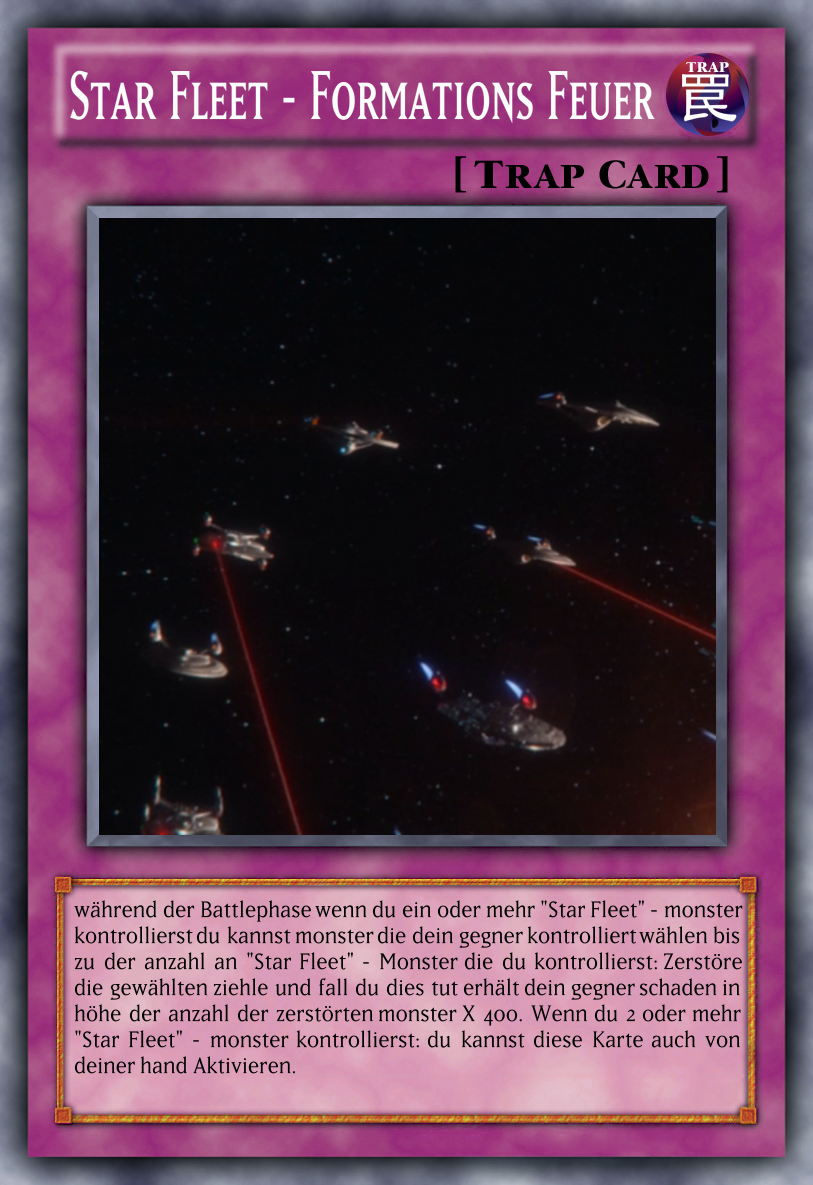 Star Fleet - Formations Feuer
TRAP
罠
[Trap Card]
während der Battlephase wenn du ein oder mehr "Star Fleet" - monster
kontrollierst du kannst monster die dein gegner kontrolliert wählen bis
zu der anzahl an "Star Fleet" - Monster die du kontrollierst: Zerstöre
die gewählten ziehle und fall du dies tut erhält dein gegner schaden in
höhe der anzahl der zerstörten monster X 400. Wenn du 2 oder mehr
"Star Fleet" - monster kontrollierst: du kannst diese Karte auch von
deiner hand Aktivieren.